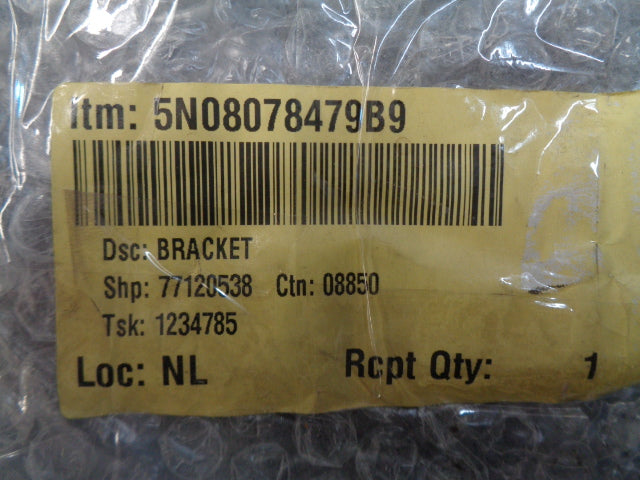 Itm: 5N08078479B9
Dsc: BRACKET
Shp: 77120538 Ctn: 08850
Tsk: 1234785
Loc: NL Rcpt Qty: 1